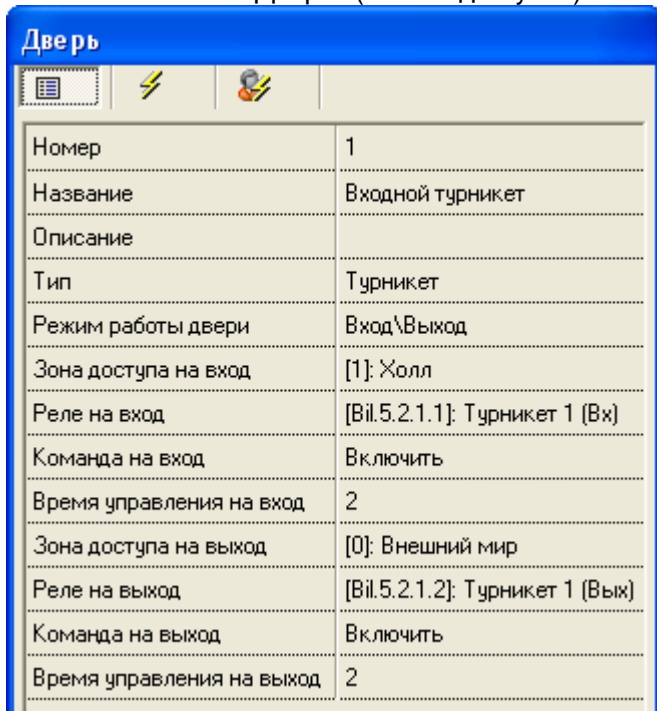 Дверь
Номер 1
Название Входной турникет
Описание
Тип Турникет
Режим работы двери Вход\Выход
Зона доступа на вход [1]: Холл
Реле на вход [Bil.5.2.1.1]: Турникет 1 (Вх)
Команда на вход Включить
Время управления на вход 2
Зона доступа на выход [0]: Внешний мир
Реле на выход [Bil.5.2.1.2]: Турникет 1 (Вых)
Команда на выход Включить
Время управления на выход 2